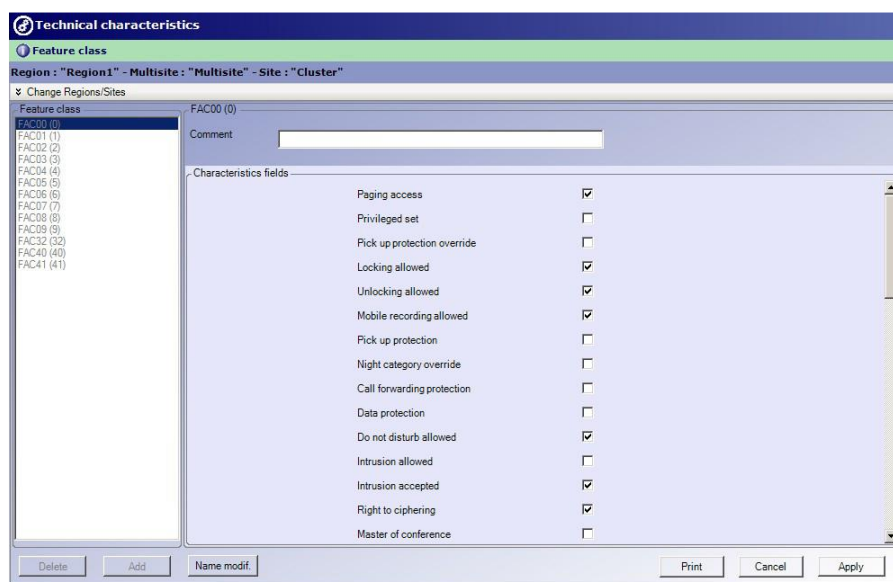 Technical characteristics
Feature class
Region : "Region1" - Multisite : "Multisite" - Site : "Cluster"
Change Regions/Sites
Feature class
FAC00 (0)
FAC01 (1)
FAC02 (2)
FAC03 (3)
FAC04 (4)
FAC05 (5)
FAC06 (6)
FAC07 (7)
FAC08 (8)
FAC09 (9)
FAC32 (32)
FAC40 (40)
FAC41 (41)
FAC00 (0)
Comment
Characteristics fields
Paging access
Privileged set
Pick up protection override
Locking allowed
Unlocking allowed
Mobile recording allowed
Pick up protection
Night category override
Call forwarding protection
Data protection
Do not disturb allowed
Intrusion allowed
Intrusion accepted
Right to ciphering
Master of conference
Delete Add Name modif. Print Cancel Apply